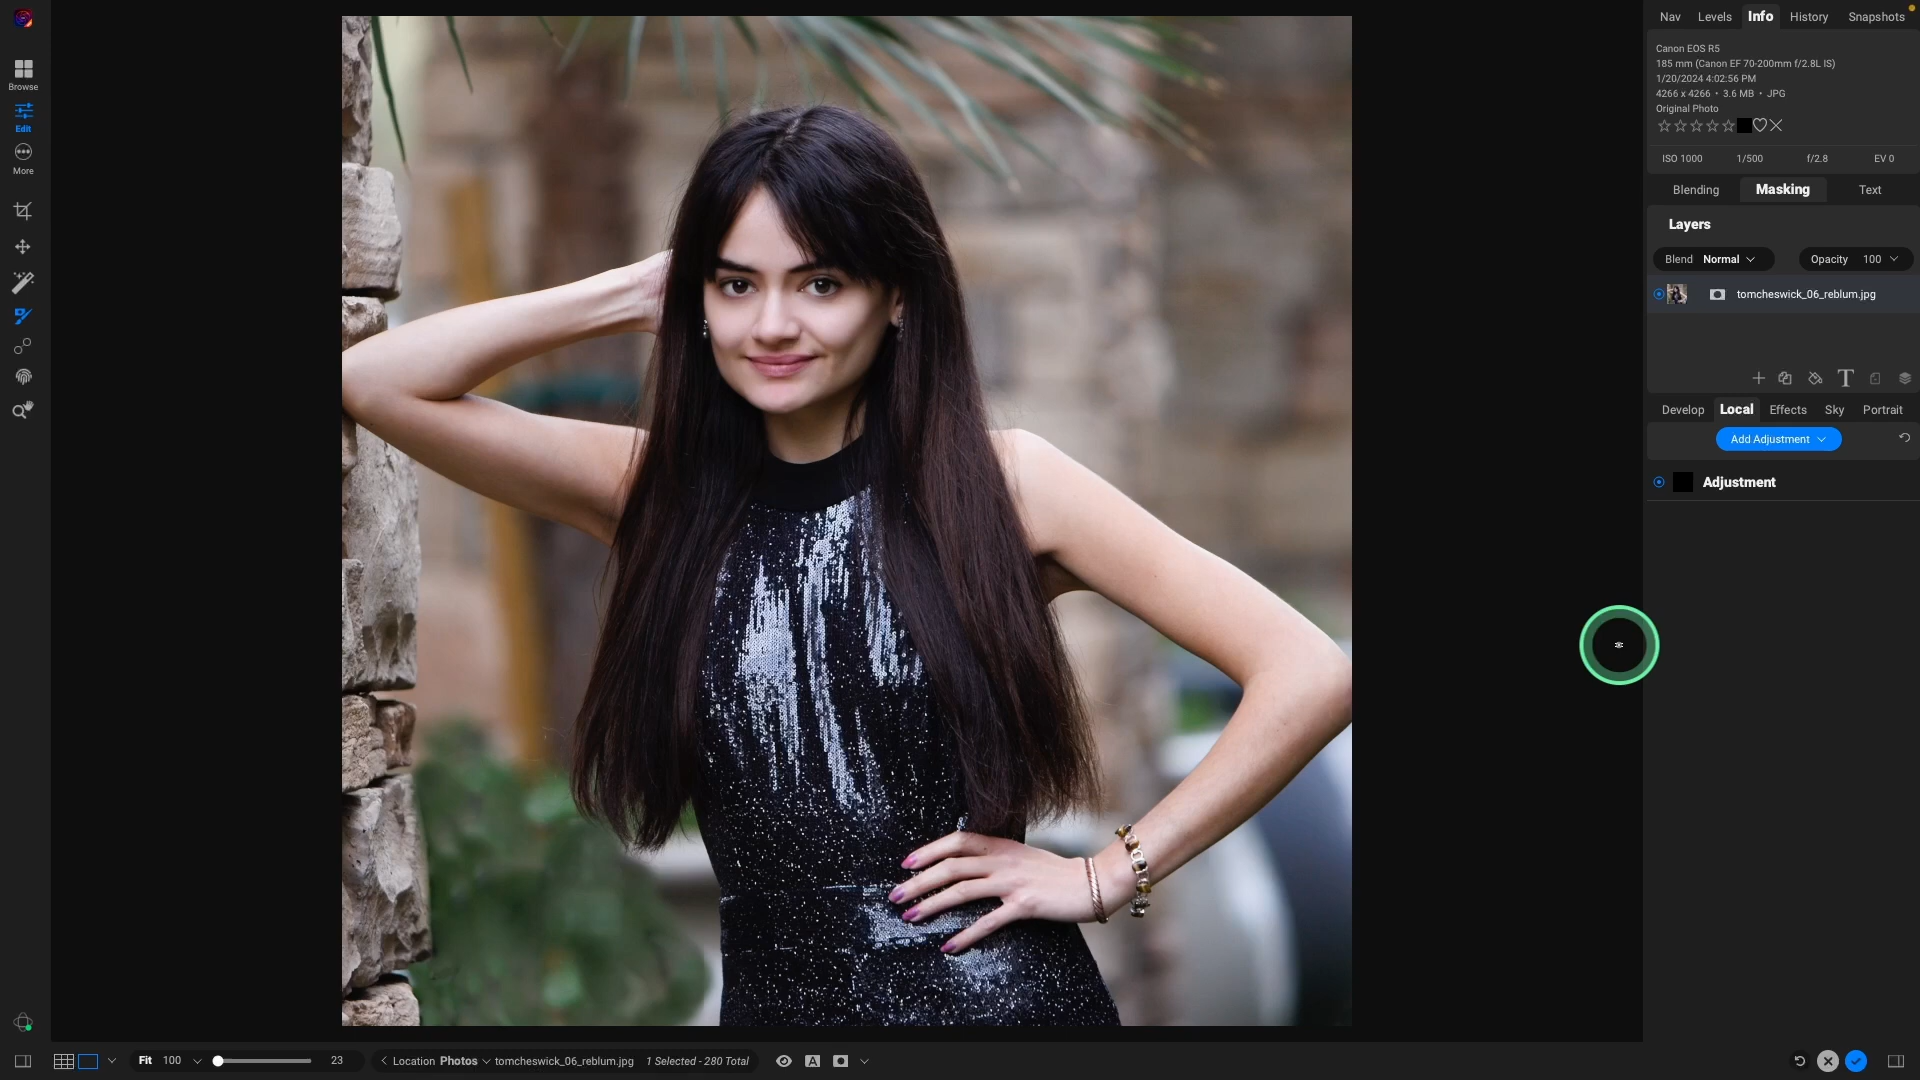 Browse
Edit
More
Nav Levels Info History Snapshots
Canon EOS R5
185 mm (Canon EF 70-200mm f/2.8L IS)
1/20/2024 4:02:56 PM
4266 x 4266 • 3.6 MB • JPG
Original Photo
ISO 1000 1/500 f/2.8 EV 0
Blending Masking Text
Layers
Blend Normal Opacity 100
tomcheswick_06_reblum.jpg
T
Develop Local Effects Sky Portrait
Add Adjustment
Adjustment
Fit 100 23 Location Photos tomcheswick_06_reblum.jpg 1 Selected - 280 Total A